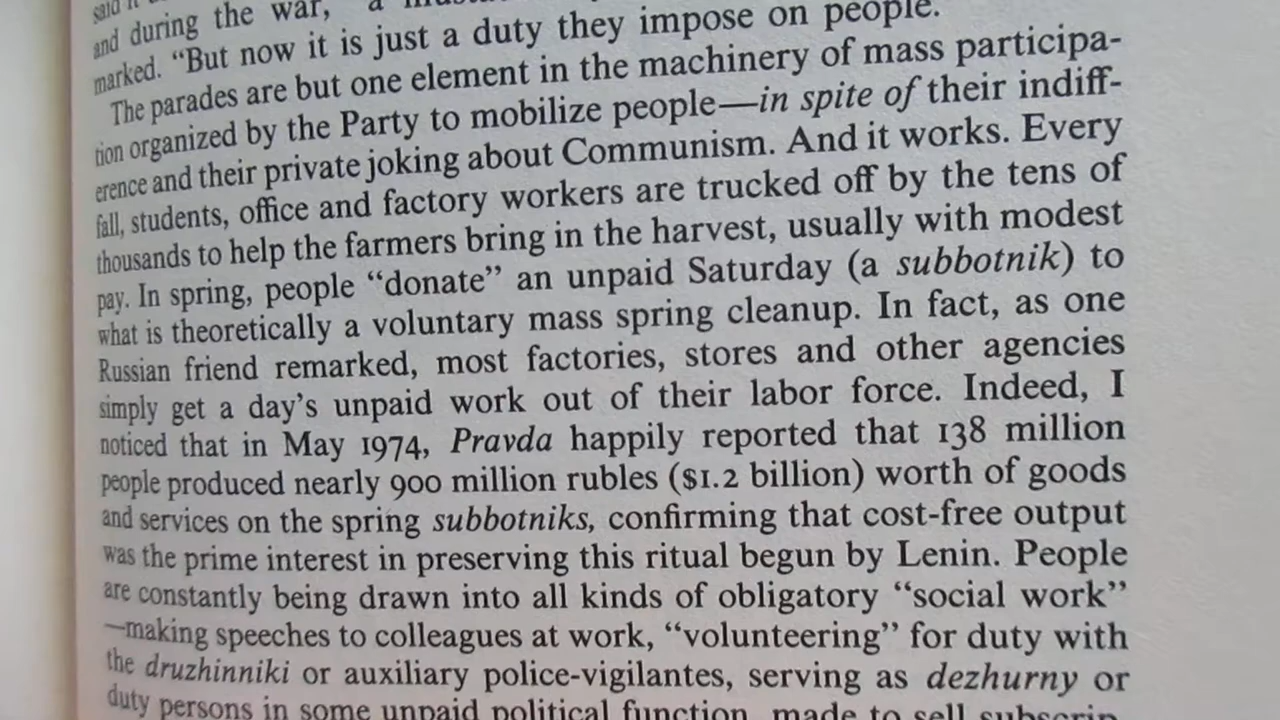 said it
and during the war, "a
marked. “But now it is just a duty they impose on people.
The parades are but one element in the machinery of mass participa-
tion organized by the Party to mobilize people—in spite of their indiff-
erence and their private joking about Communism. And it works. Every
fall, students, office and factory workers are trucked off by the tens of
thousands to help the farmers bring in the harvest, usually with modest
pay. In spring, people “donate” an unpaid Saturday (a subbotnik) to
what is theoretically a voluntary mass spring cleanup. In fact, as one
Russian friend remarked, most factories, stores and other agencies
simply get a day’s unpaid work out of their labor force. Indeed, I
noticed that in May 1974, Pravda happily reported that 138 million
people produced nearly 900 million rubles ($1.2 billion) worth of goods
and services on the spring subbotniks, confirming that cost-free output
was the prime interest in preserving this ritual begun by Lenin. People
are constantly being drawn into all kinds of obligatory “social work”
—making speeches to colleagues at work, “volunteering” for duty with
the druzhinniki or auxiliary police-vigilantes, serving as dezhurny or
duty persons in some unpaid political function, made to sell subscrip-